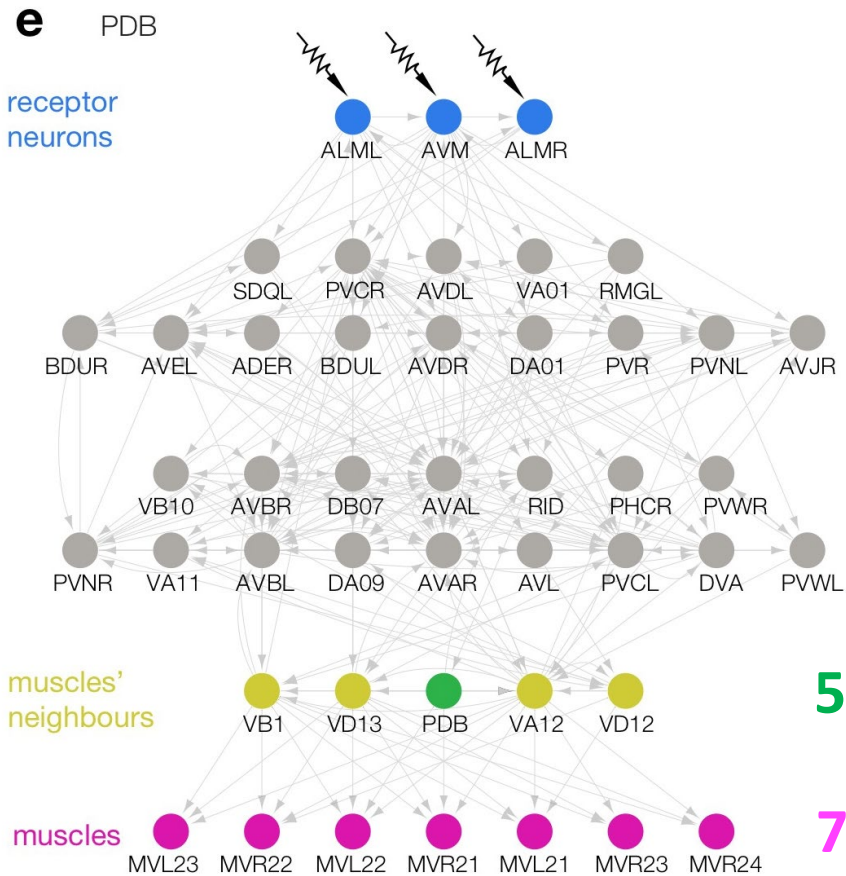 e PDB
receptor
neurons
ALML AVM ALMR
SDQL PVCR AVDL VA01 RMGL
BDUR AVEL ADER BDUL AVDR DA01 PVR PVNL AVJR
VB10 AVBR DB07 AVAL RID PHCR PVWR
PVNR VA11 AVBL DA09 AVAR AVL PVCL DVA PVWL
muscles'
neighbours
5
VB1 VD13 PDB VA12 VD12
muscles
7
MVL23 MVR22 MVL22 MVR21 MVL21 MVR23 MVR24